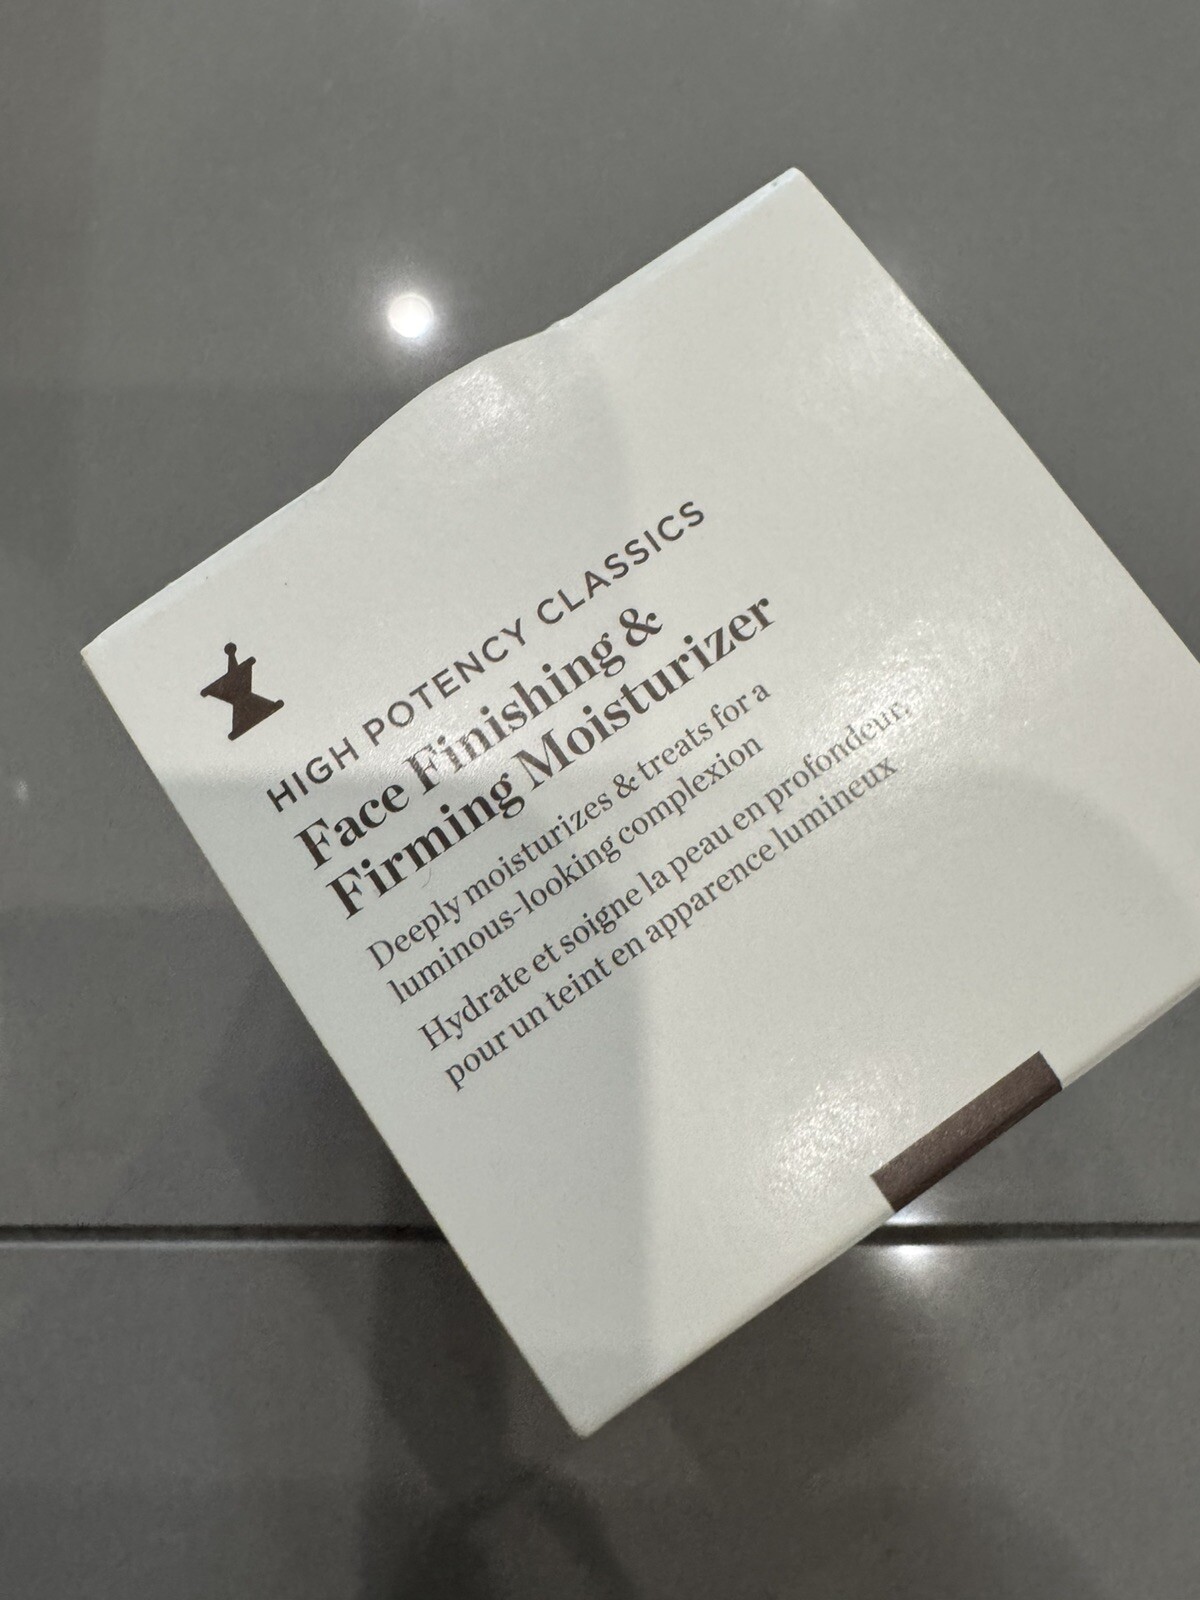 HIGH POTENCY CLASSICS
Face Finishing &
Firming Moisturizer
Deeply moisturizes & treats for a
luminous-looking complexion
Hydrate et soigne la peau en profondeur,
pour un teint en apparence lumineux